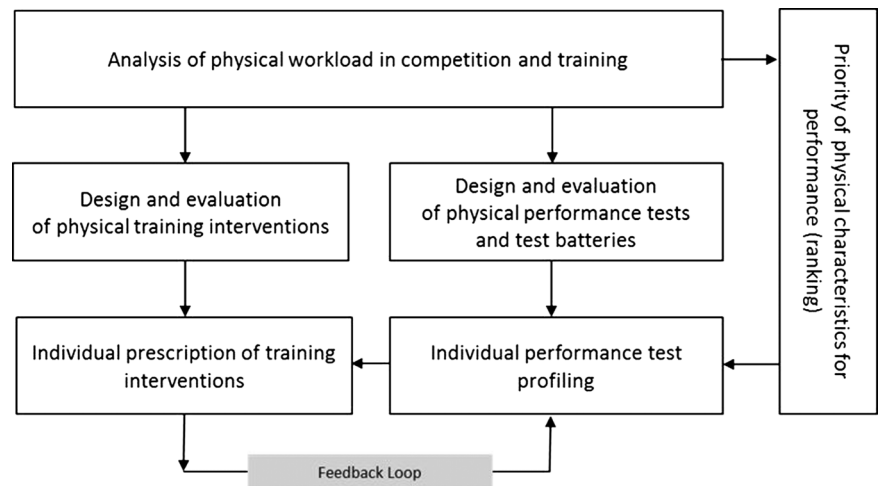 Analysis of physical workload in competition and training
Priority of physical characteristics for
performance (ranking)
Design and evaluation
of physical training interventions
Design and evaluation
of physical performance tests
and test batteries
Individual prescription of training
interventions
Individual performance test
profiling
Feedback Loop